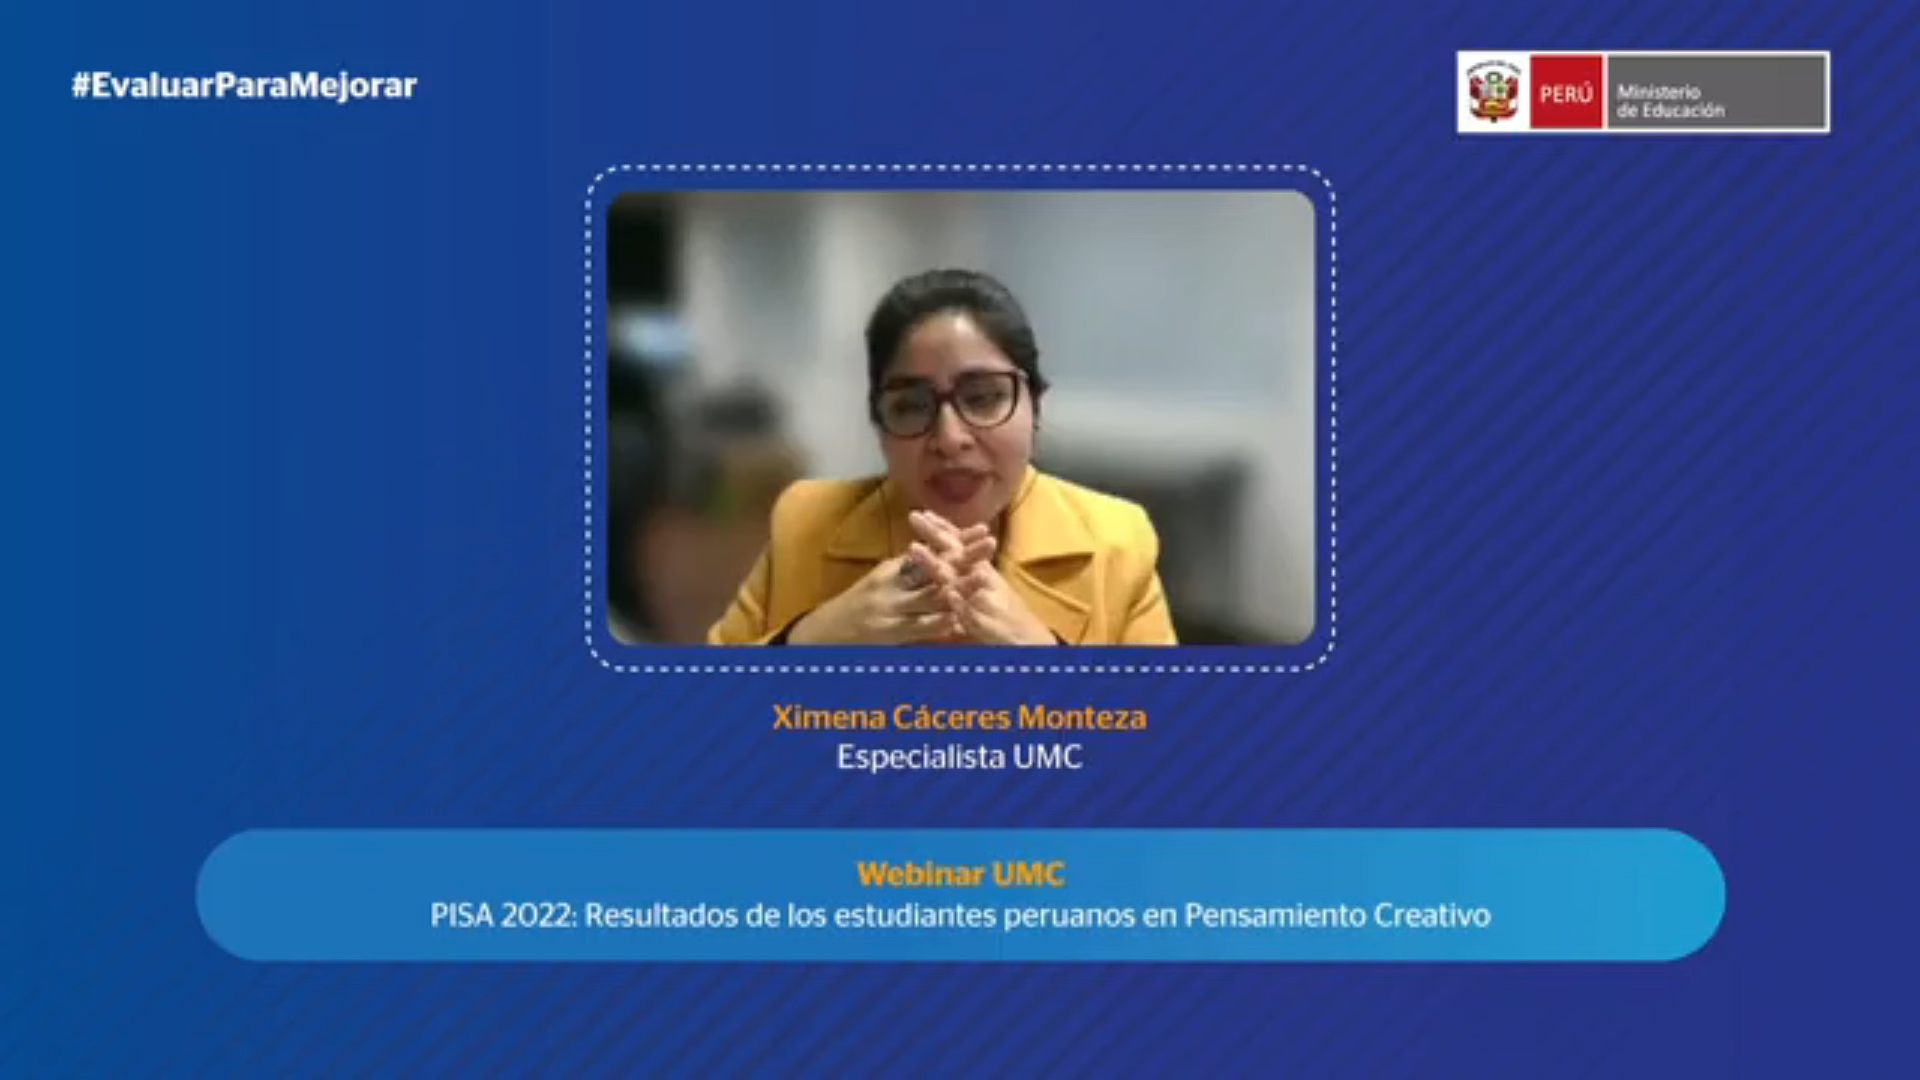 #EvaluarParaMejorar
PERÚ
Ministerio
de Educación
Ximena Cáceres Monteza
Especialista UMC
Webinar UMC
PISA 2022: Resultados de los estudiantes peruanos en Pensamiento Creativo